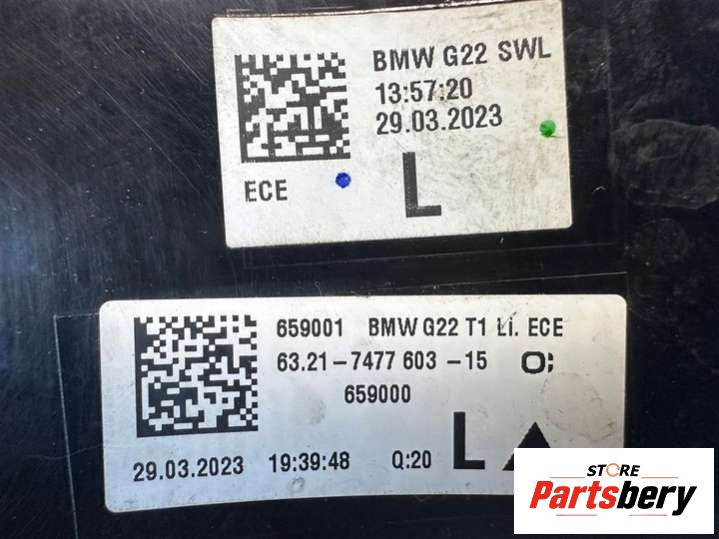 BMW G22 SWL
13:57:20
29.03.2023
ECE
L
659001 BMW G22 T1 LI. ECE
63.21-7477 603-15 O;
659000
29.03.2023 19:39:48 Q:20 L
STORE
Partsbery